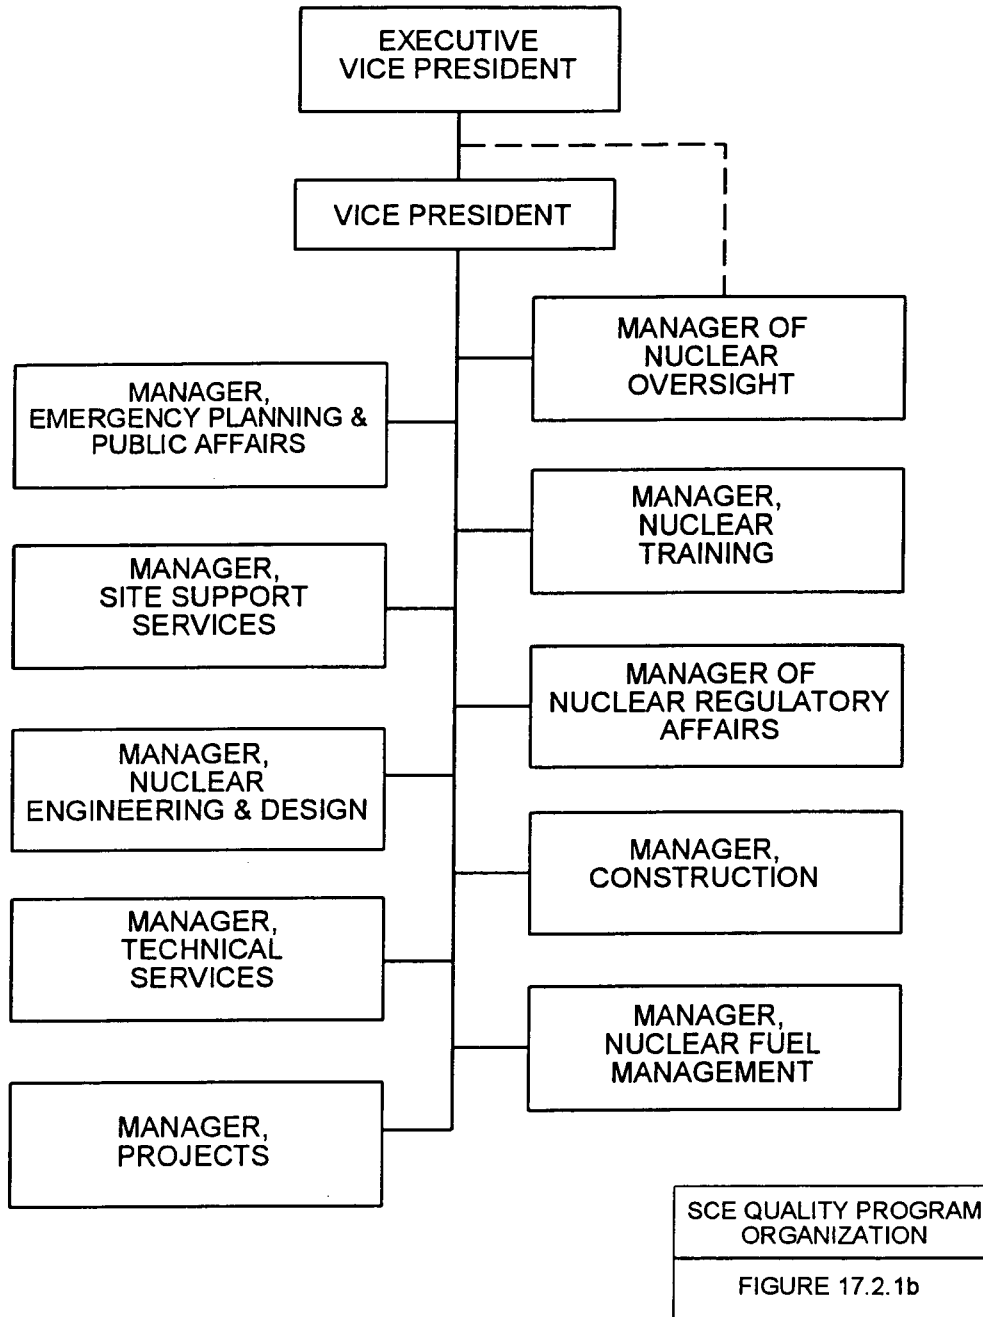 EXECUTIVE
VICE PRESIDENT
VICE PRESIDENT
MANAGER OF
NUCLEAR
OVERSIGHT
MANAGER,
EMERGENCY PLANNING &
PUBLIC AFFAIRS
MANAGER,
NUCLEAR
TRAINING
MANAGER,
SITE SUPPORT
SERVICES
MANAGER OF
NUCLEAR REGULATORY
AFFAIRS
MANAGER,
NUCLEAR
ENGINEERING & DESIGN
MANAGER,
CONSTRUCTION
MANAGER,
TECHNICAL
SERVICES
MANAGER,
NUCLEAR FUEL
MANAGEMENT
MANAGER,
PROJECTS
SCE QUALITY PROGRAM
ORGANIZATION
FIGURE 17.2.1b